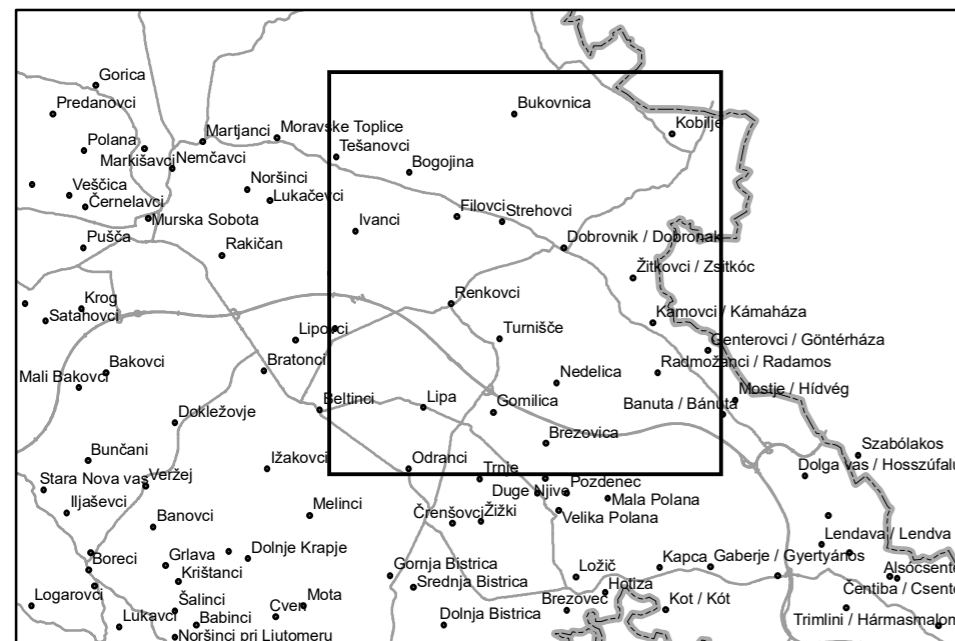 Gorica
Predanovci
Bukovnica
Martjanci
Moravske Toplice
Kobilje
Polana
Tešanovci
Markišavci
Nemčavci
Bogojina
Veščica
Noršinci
Černelavci
Lukačevci
Murska Sobota
Ivanci
Filovci
Strehovci
Pušča
Rakičan
Dobrovnik / Dobronak
Žitkovci / Zsitkóc
Krog
Renkovci
Satahovci
Kamovci / Kámaháza
Lipovci
Turnišče
Genterovci / Göntérháza
Bakovci
Bratonci
Radmožanci / Radamos
Mali Bakovci
Nedelica
Mostje / Hídvég
Dokležovje
Beltinci
Lipa
Gomilica
Banuta / Bánuta
Bunčani
Brezovica
Szabólakos
Ižakovci
Odranci
Trnje
Dolga vas / Hosszúfalu
Stara Nova vas
Veržej
Pozdenec
Duge Njive
Mala Polana
Iljaševci
Melinci
Banovci
Črenšovci
Žižki
Velika Polana
Lendava / Lendva
Boreci
Grlava
Dolnje Krapje
Gornja Bistrica
Ložič
Kapca
Gaberje / Gyertyános
Krištanci
Srednja Bistrica
Hotiza
Alsócsente
Čentiba / Csente
Logarovci
Šalinci
Mota
Cven
Lukavci
Babinci
Dolnja Bistrica
Brezovec
Kot / Kót
Trimlini / Hármasmalom
Noršinci pri Ljutomeru